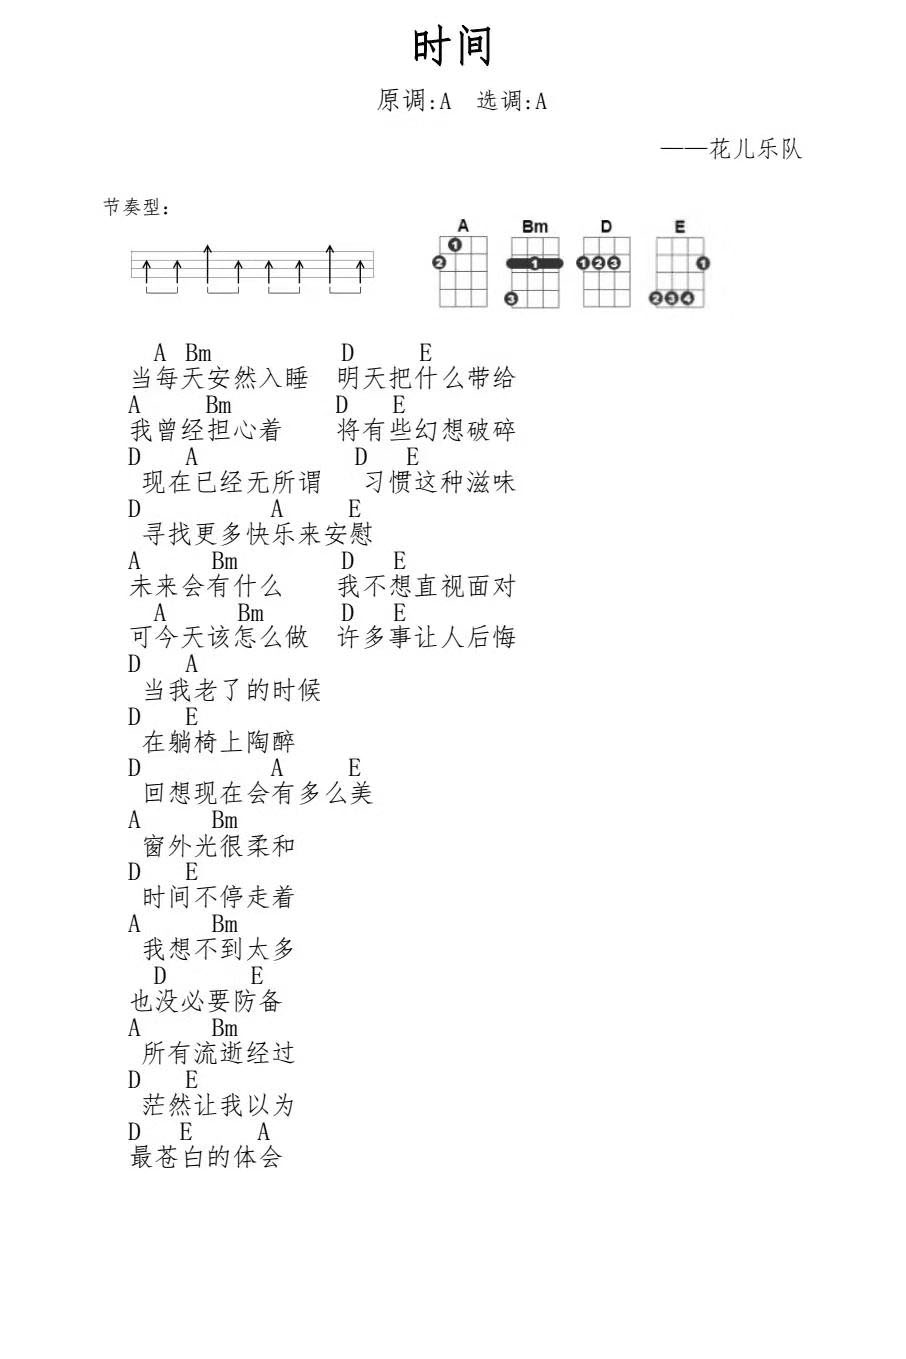 时间
原调:A 选调:A
——花儿乐队
节奏型:
A Bm D E
1 2 1 3 1 2 3 1 2 3 4
A Bm D E
当每天安然入睡 明天把什么带给
A Bm D E
我曾经担心着 将有些幻想破碎
D A D E
现在已经无所谓 习惯这种滋味
D A E
寻找更多快乐来安慰
A Bm D E
未来会有什么 我不想直视面对
A Bm D E
可今天该怎么做 许多事让人后悔
D A
当我老了的时候
D E
在躺椅上陶醉
D A E
回想现在会有多么美
A Bm
窗外光很柔和
D E
时间不停走着
A Bm
我想不到太多
D E
也没必要防备
A Bm
所有流逝经过
D E
茫然让我以为
D E A
最苍白的体会